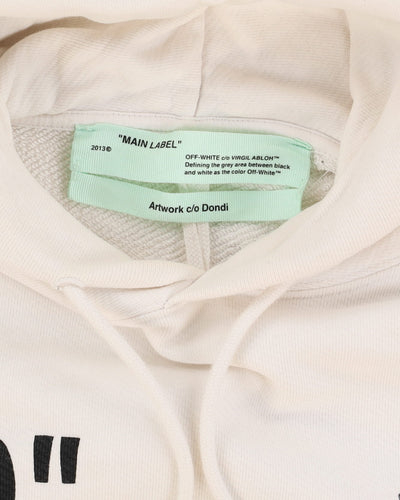 "MAIN LABEL"
2013©
OFF-WHITE c/o VIRGIL ABLOH™
Defining the grey area between black
and white as the color Off-White™
Artwork c/o Dondi
"